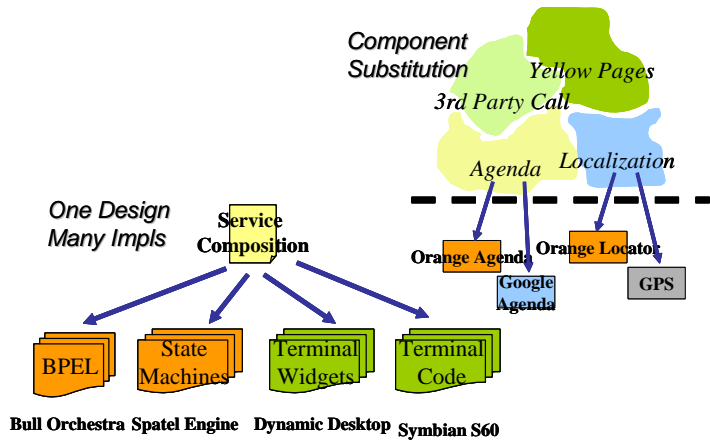 Component
Substitution
Yellow Pages
3rd Party Call
Agenda
Localization
One Design
Many Impls
Service
Composition
Orange Agenda
Orange Locator
Google
Agenda
GPS
BPEL
State
Machines
Terminal
Widgets
Terminal
Code
Bull Orchestra
Spatel Engine
Dynamic Desktop
Symbian S60